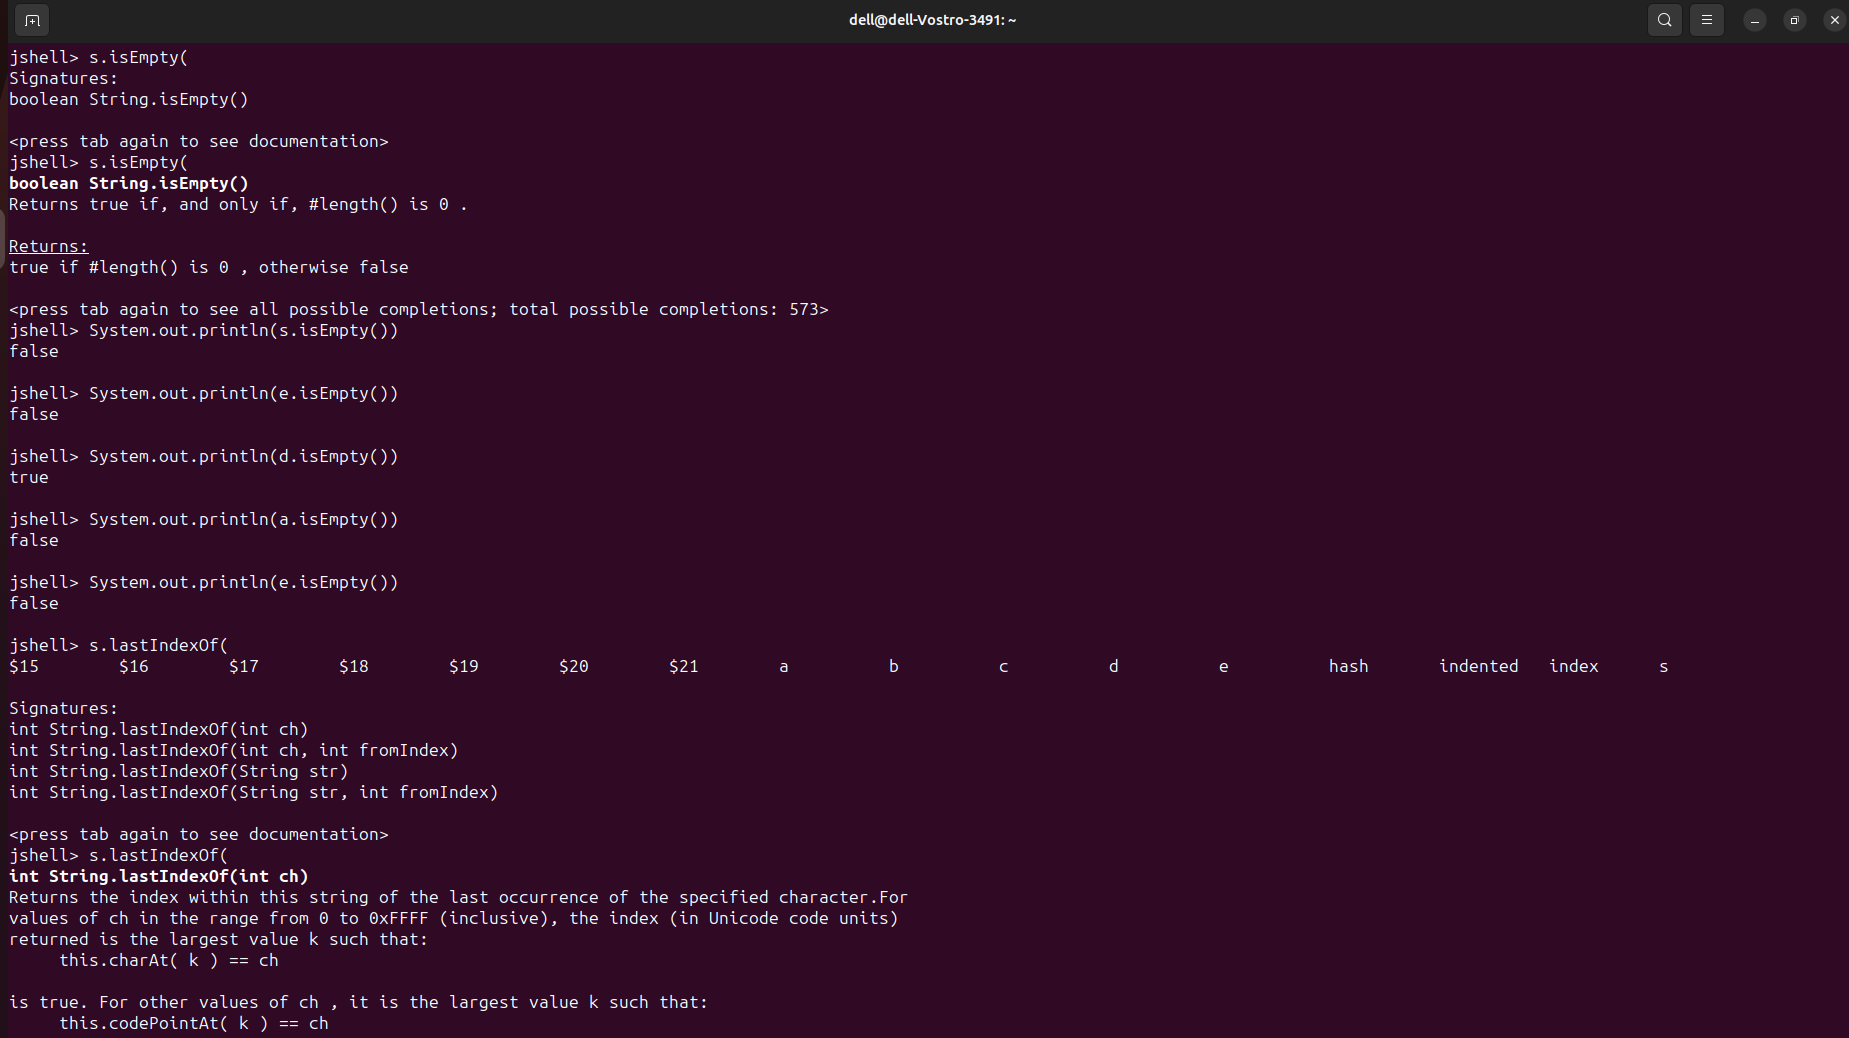 dell@dell-Vostro-3491: ~
jshell> s.isEmpty(
Signatures:
boolean String.isEmpty()
<press tab again to see documentation>
jshell> s.isEmpty(
boolean String.isEmpty()
Returns true if, and only if, #length() is 0 .
Returns:
true if #length() is 0 , otherwise false
<press tab again to see all possible completions; total possible completions: 573>
jshell> System.out.println(s.isEmpty())
false
jshell> System.out.println(e.isEmpty())
false
jshell> System.out.println(d.isEmpty())
true
jshell> System.out.println(a.isEmpty())
false
jshell> System.out.println(e.isEmpty())
false
jshell> s.lastIndexOf(
$15 $16 $17 $18 $19 $20 $21 a b c d e hash indented index s
Signatures:
int String.lastIndexOf(int ch)
int String.lastIndexOf(int ch, int fromIndex)
int String.lastIndexOf(String str)
int String.lastIndexOf(String str, int fromIndex)
<press tab again to see documentation>
jshell> s.lastIndexOf(
int String.lastIndexOf(int ch)
Returns the index within this string of the last occurrence of the specified character.For
values of ch in the range from 0 to 0xFFFF (inclusive), the index (in Unicode code units)
returned is the largest value k such that:
this.charAt( k ) == ch
is true. For other values of ch , it is the largest value k such that:
this.codePointAt( k ) == ch